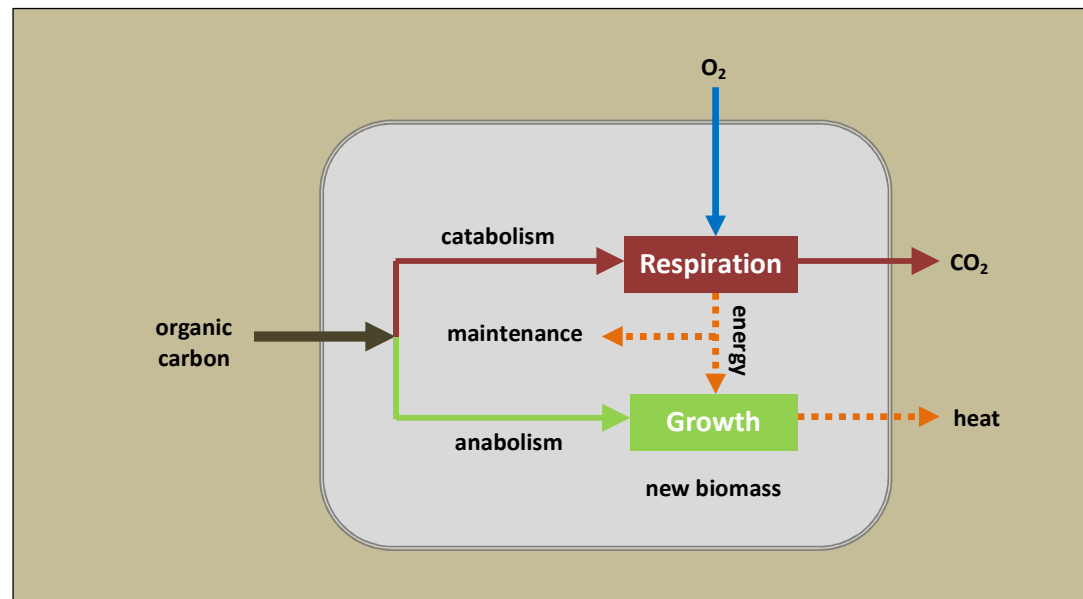 O₂
catabolism
Respiration
CO₂
organic
carbon
maintenance
energy
Growth
heat
anabolism
new biomass